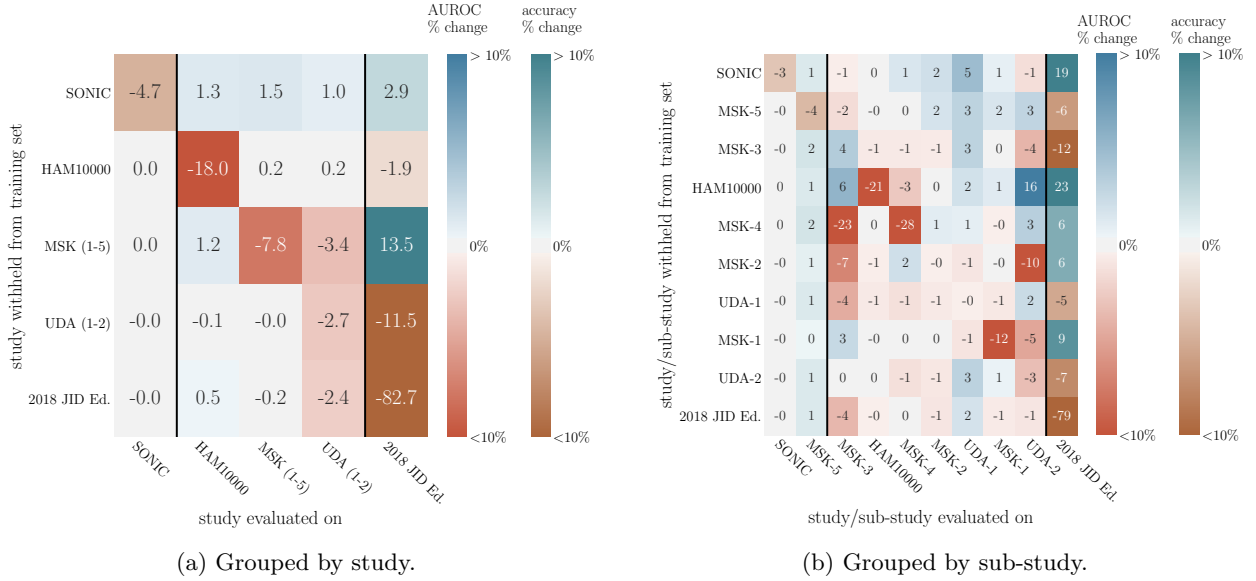 AUROC
% change
accuracy
% change
> 10%
> 10%
0%
0%
<10%
<10%
study withheld from training set
SONIC -4.7 1.3 1.5 1.0 2.9
HAM10000 0.0 -18.0 0.2 0.2 -1.9
MSK (1-5) 0.0 1.2 -7.8 -3.4 13.5
UDA (1-2) -0.0 -0.1 -0.0 -2.7 -11.5
2018 JID Ed. -0.0 0.5 -0.2 -2.4 -82.7
SONIC HAM10000 MSK (1-5) UDA (1-2) 2018 JID Ed.
study evaluated on
(a) Grouped by study.
AUROC
% change
accuracy
% change
> 10%
> 10%
0%
0%
<10%
<10%
study/sub-study withheld from training set
SONIC -3 1 -1 0 1 2 5 1 -1 19
MSK-5 -0 -4 -2 -0 0 2 3 2 3 -6
MSK-3 -0 2 4 -1 -1 -1 3 0 -4 -12
HAM10000 0 1 6 -21 -3 0 2 1 16 23
MSK-4 -0 2 -23 0 -28 1 1 -0 3 6
MSK-2 -0 1 -7 -1 2 -0 -1 -0 -10 6
UDA-1 -0 1 -4 -1 -1 -1 -0 -1 2 -5
MSK-1 -0 0 3 -0 0 0 -1 -12 -5 9
UDA-2 -0 1 0 0 -1 -1 3 1 -3 -7
2018 JID Ed. -0 1 -4 -0 0 -1 2 -1 -1 -79
SONIC MSK-5 MSK-3 HAM10000 MSK-4 MSK-2 UDA-1 MSK-1 UDA-2 2018 JID Ed.
study/sub-study evaluated on
(b) Grouped by sub-study.